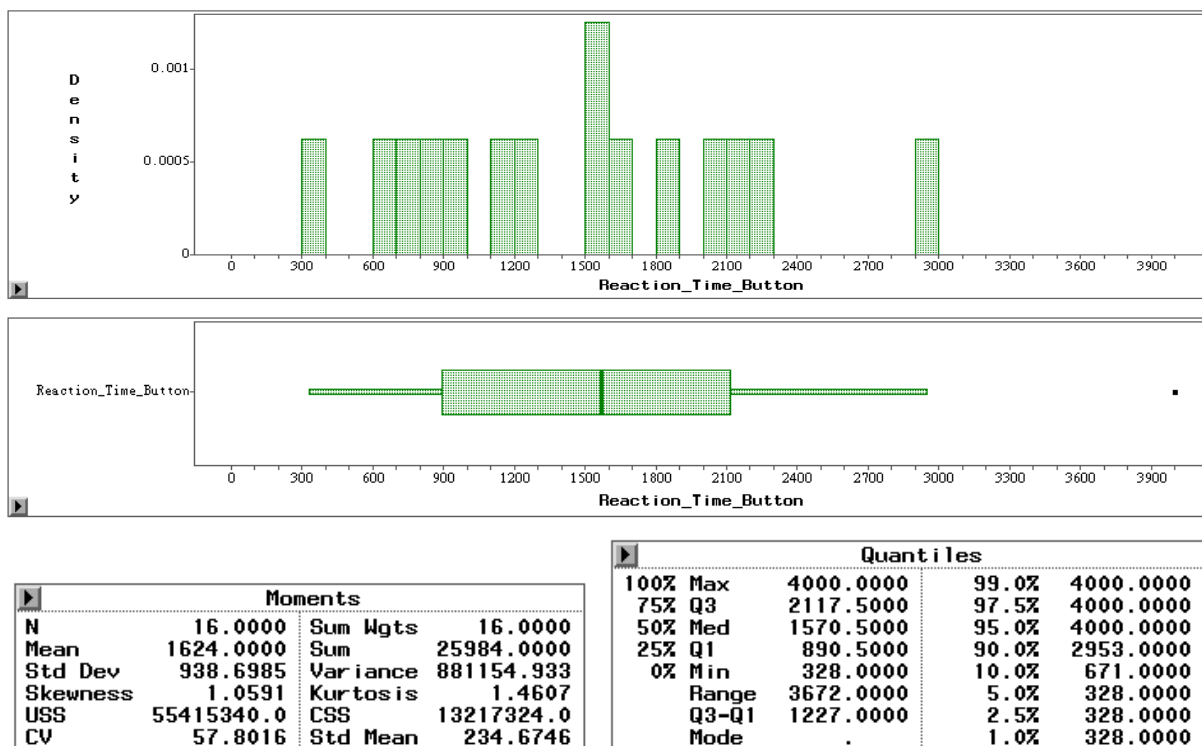 Density
0.001
0.0005
0
0 300 600 900 1200 1500 1800 2100 2400 2700 3000 3300 3600 3900
Reaction_Time_Button
Reaction_Time_Button
0 300 600 900 1200 1500 1800 2100 2400 2700 3000 3300 3600 3900
Reaction_Time_Button
Moments
N 16.0000 Sum Wgts 16.0000
Mean 1624.0000 Sum 25984.0000
Std Dev 938.6985 Variance 881154.933
Skewness 1.0591 Kurtosis 1.4607
USS 55415340.0 CSS 13217324.0
CV 57.8016 Std Mean 234.6746
Quantiles
100% Max 4000.0000 99.0% 4000.0000
75% Q3 2117.5000 97.5% 4000.0000
50% Med 1570.5000 95.0% 4000.0000
25% Q1 890.5000 90.0% 2953.0000
0% Min 328.0000 10.0% 671.0000
Range 3672.0000 5.0% 328.0000
Q3-Q1 1227.0000 2.5% 328.0000
Mode . 1.0% 328.0000